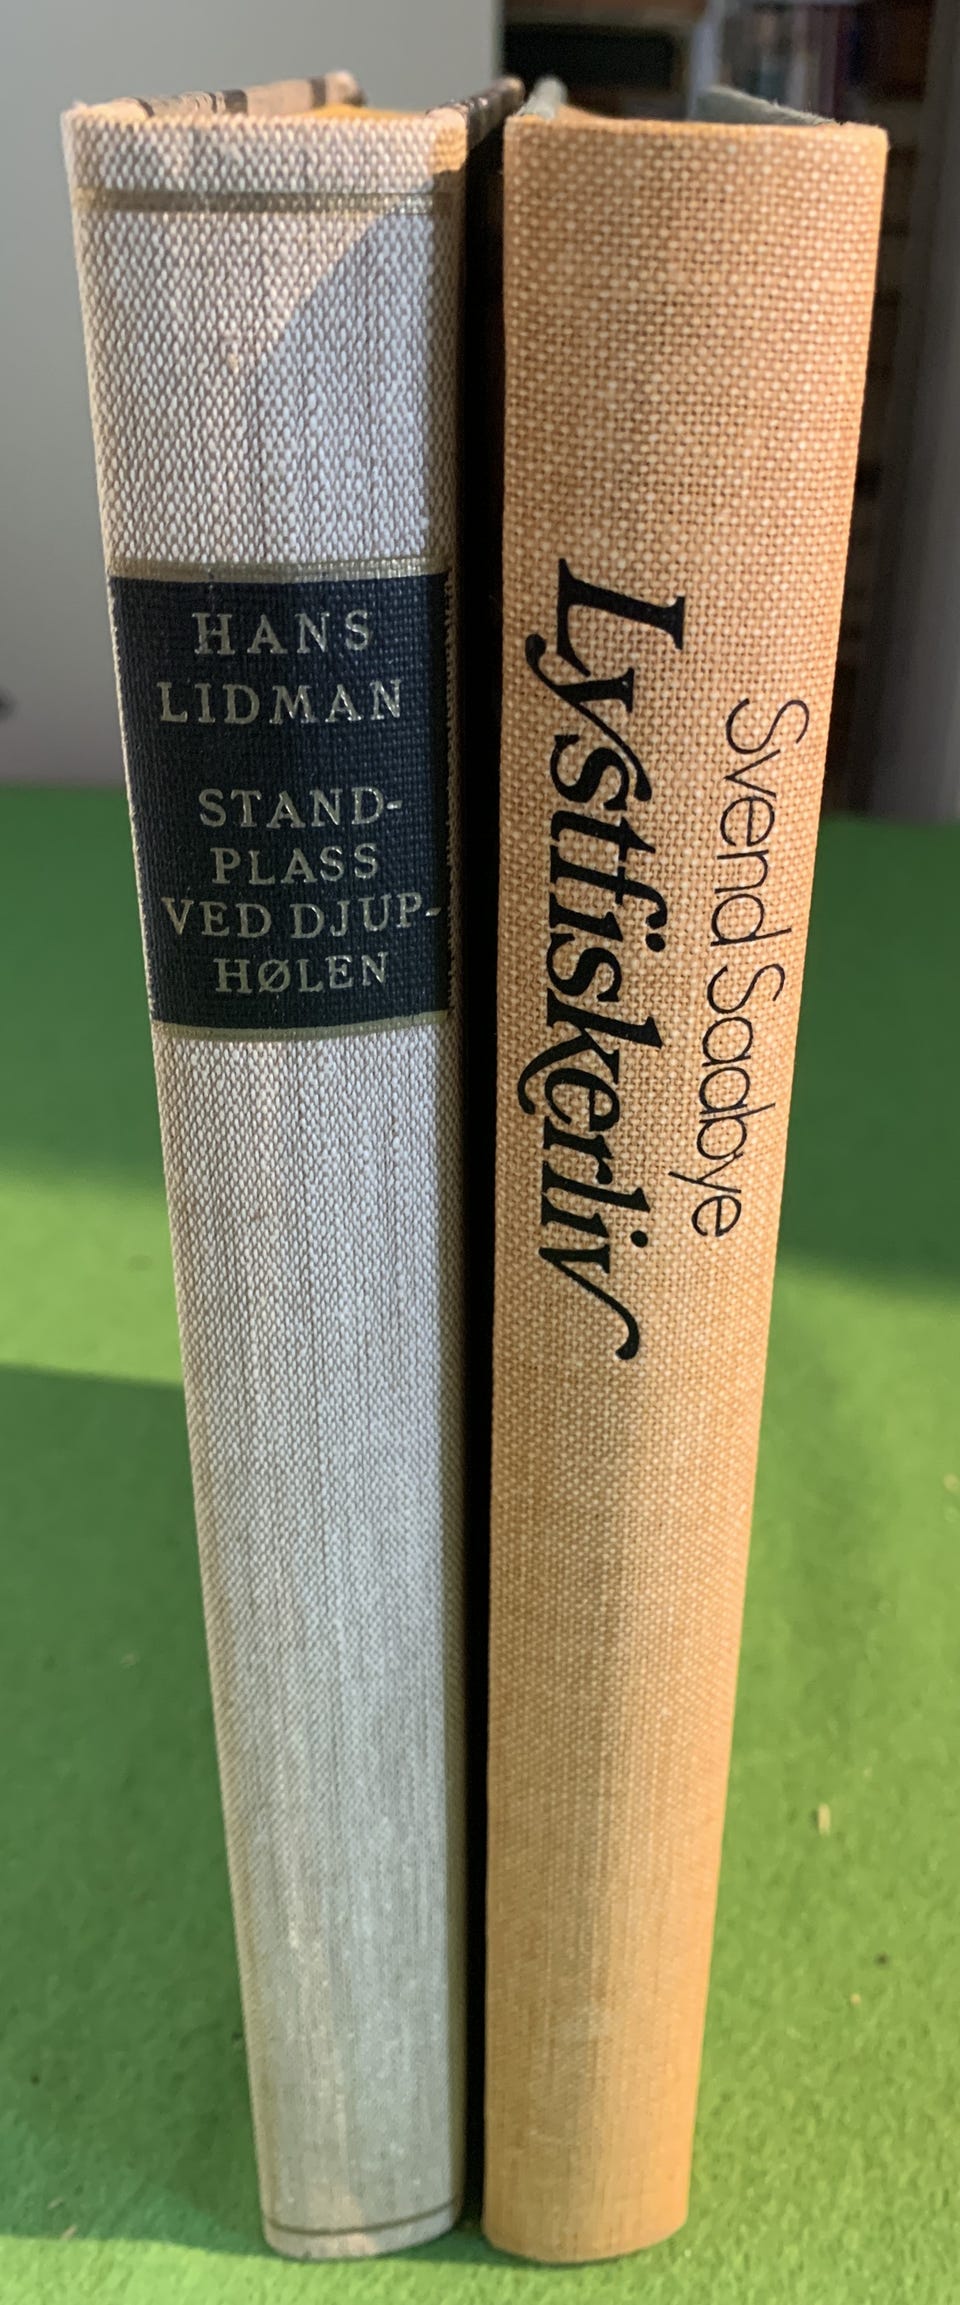 HANS
LIDMAN
STAND-
PLASS
VED DJUP-
HØLEN
Svend Saabye
Lystfiskerliv